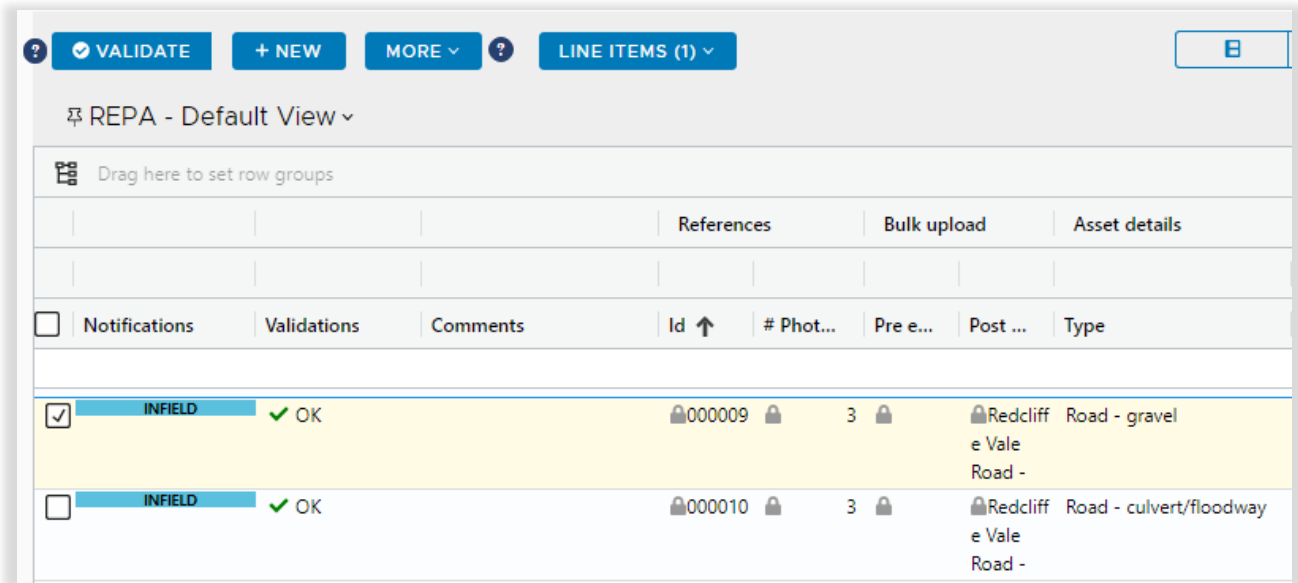 ? VALIDATE + NEW MORE ? LINE ITEMS (1)
REPA - Default View
Drag here to set row groups
References Bulk upload Asset details
Notifications Validations Comments Id # Phot... Pre e... Post ... Type
INFIELD OK 000009 3 Redcliff Road - gravel
e Vale
Road -
INFIELD OK 000010 3 Redcliff Road - culvert/floodway
e Vale
Road -